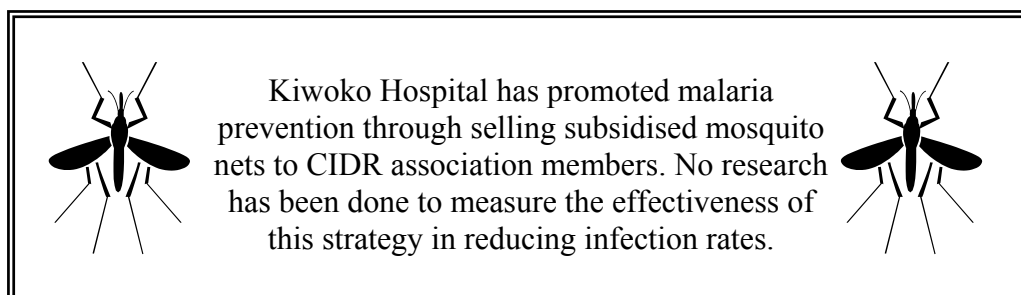 Kiwoko Hospital has promoted malaria
prevention through selling subsidised mosquito
nets to CIDR association members. No research
has been done to measure the effectiveness of
this strategy in reducing infection rates.